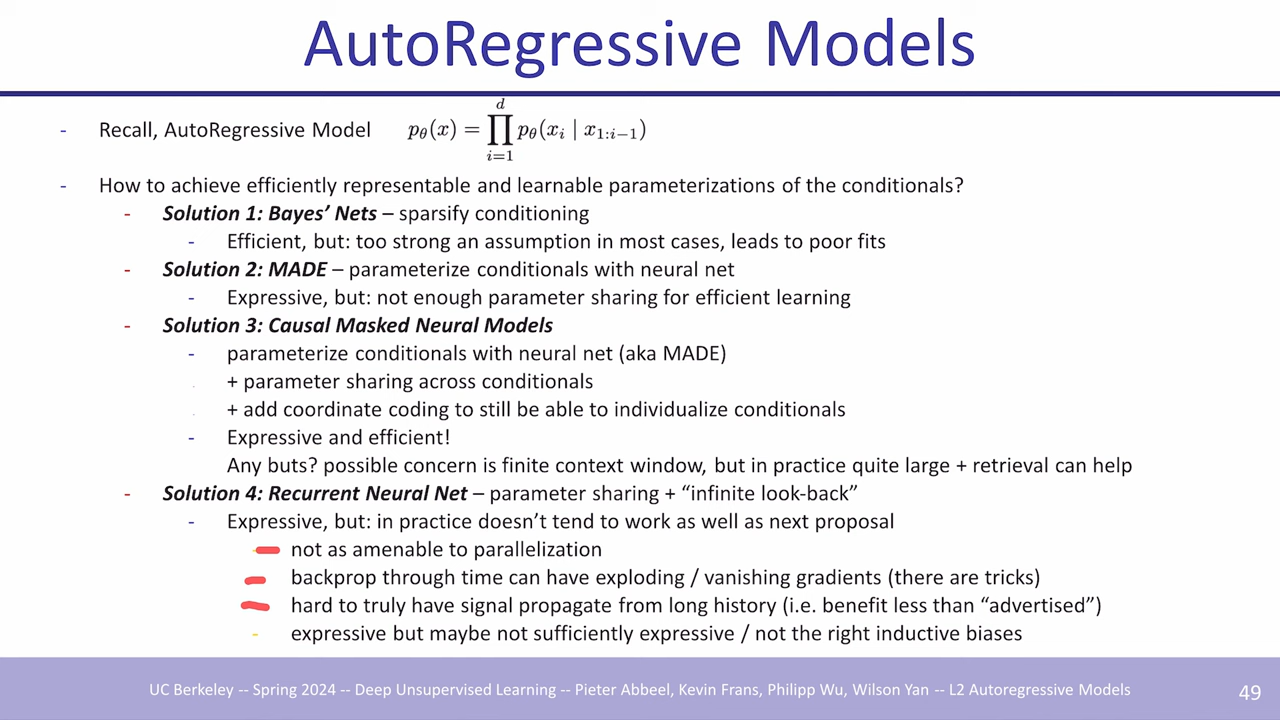 AutoRegressive Models
- Recall, AutoRegressive Model p_θ(x) = ∏_{i=1}^{d} p_θ(x_i | x_{1:i−1})
- How to achieve efficiently representable and learnable parameterizations of the conditionals?
- Solution 1: Bayes’ Nets – sparsify conditioning
- Efficient, but: too strong an assumption in most cases, leads to poor fits
- Solution 2: MADE – parameterize conditionals with neural net
- Expressive, but: not enough parameter sharing for efficient learning
- Solution 3: Causal Masked Neural Models
- parameterize conditionals with neural net (aka MADE)
+ parameter sharing across conditionals
+ add coordinate coding to still be able to individualize conditionals
- Expressive and efficient!
Any buts? possible concern is finite context window, but in practice quite large + retrieval can help
- Solution 4: Recurrent Neural Net – parameter sharing + “infinite look-back”
- Expressive, but: in practice doesn’t tend to work as well as next proposal
- not as amenable to parallelization
- backprop through time can have exploding / vanishing gradients (there are tricks)
- hard to truly have signal propagate from long history (i.e. benefit less than “advertised”)
- expressive but maybe not sufficiently expressive / not the right inductive biases
UC Berkeley -- Spring 2024 -- Deep Unsupervised Learning -- Pieter Abbeel, Kevin Frans, Philipp Wu, Wilson Yan -- L2 Autoregressive Models
49